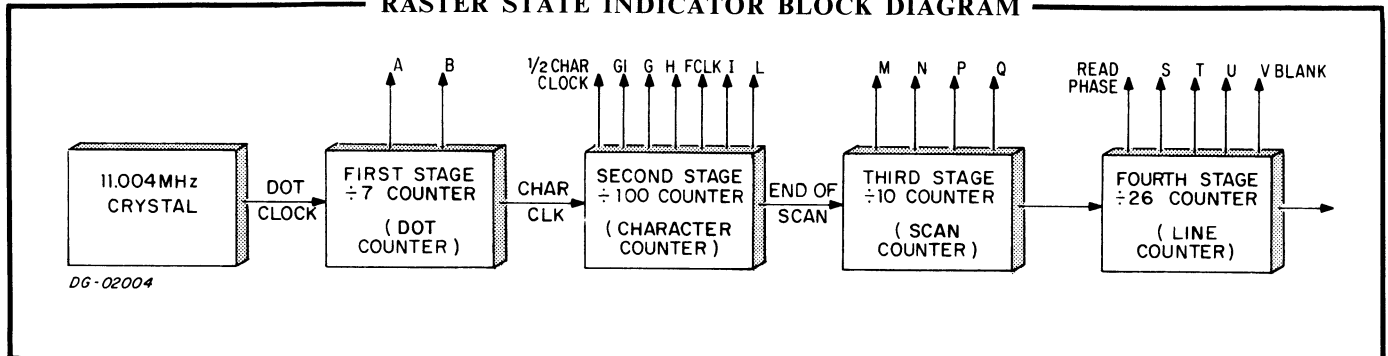 RASTER STATE INDICATOR BLOCK DIAGRAM
A B
1/2 CHAR CLOCK GI G H FCLK I L
M N P Q
READ PHASE S T U V BLANK
11.004MHz
CRYSTAL
DOT
CLOCK
FIRST STAGE
÷7 COUNTER
(DOT
COUNTER)
CHAR
CLK
SECOND STAGE
÷100 COUNTER
(CHARACTER
COUNTER)
END OF
SCAN
THIRD STAGE
÷10 COUNTER
(SCAN
COUNTER)
FOURTH STAGE
÷26 COUNTER
(LINE
COUNTER)
DG-02004